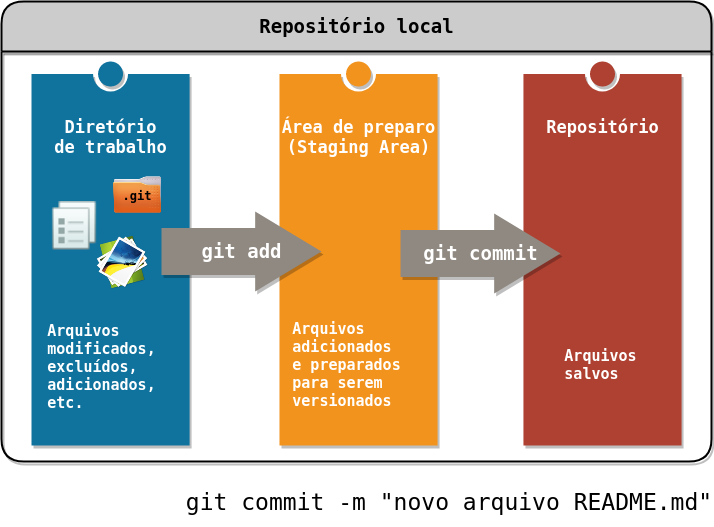 Repositório local
Diretório
de trabalho
.git
Arquivos
modificados,
excluídos,
adicionados,
etc.
git add
Área de preparo
(Staging Area)
Arquivos
adicionados
e preparados
para serem
versionados
git commit
Repositório
Arquivos
salvos
git commit -m "novo arquivo README.md"